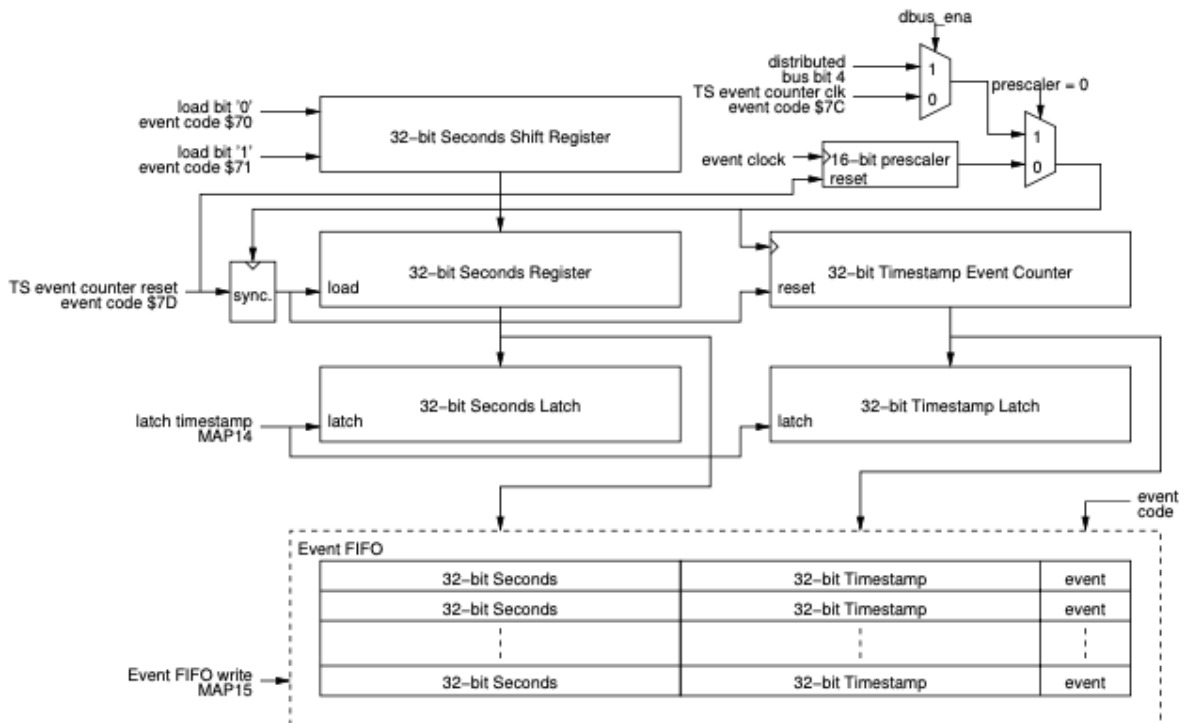 dbus_ena
distributed
bus bit 4
TS event counter clk
event code $7C
1
0
prescaler = 0
load bit '0'
event code $70
load bit '1'
event code $71
32-bit Seconds Shift Register
event clock
16-bit prescaler
reset
1
0
TS event counter reset
event code $7D
sync.
32-bit Seconds Register
load
32-bit Timestamp Event Counter
reset
latch timestamp
MAP14
32-bit Seconds Latch
latch
32-bit Timestamp Latch
latch
event
code
Event FIFO
32-bit Seconds 32-bit Timestamp event
32-bit Seconds 32-bit Timestamp event
Event FIFO write
MAP15
32-bit Seconds 32-bit Timestamp event